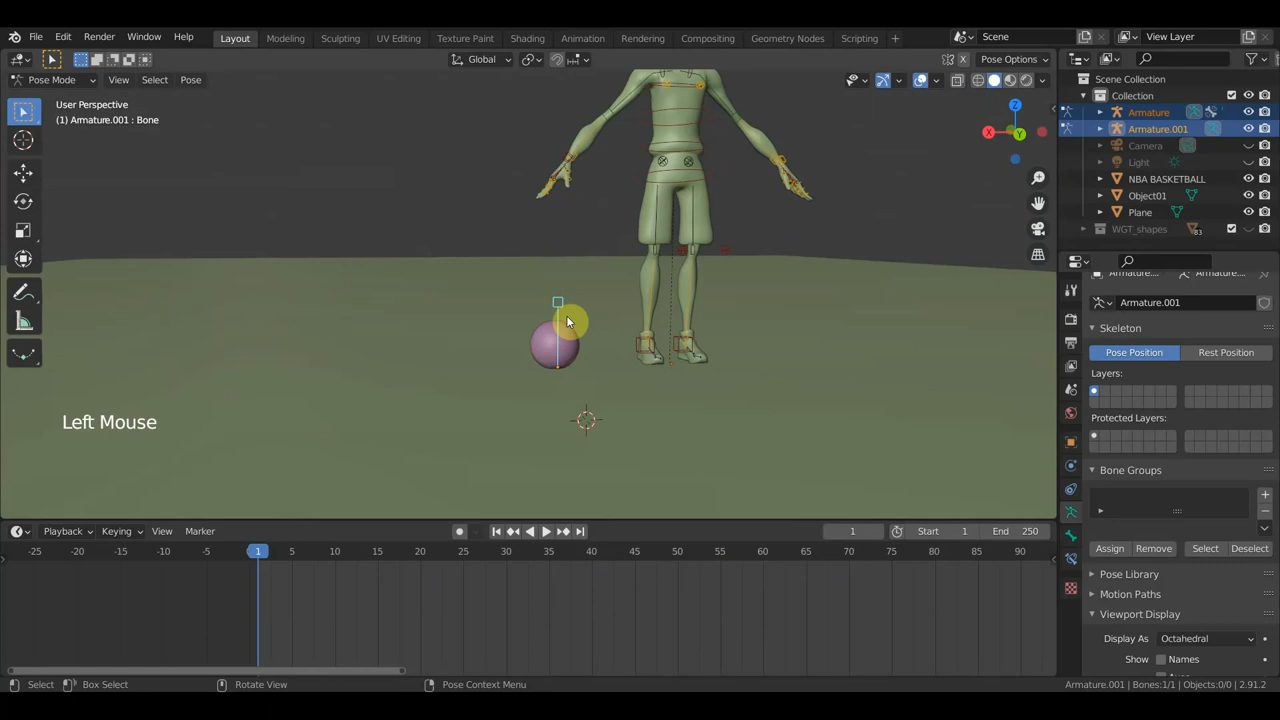 File Edit Render Window Help Layout Modeling Sculpting UV Editing Texture Paint Shading Animation Rendering Compositing Geometry Nodes Scripting + Scene View Layer
Global Pose Options
Pose Mode View Select Pose
User Perspective
(1) Armature.001 : Bone
X
Y
Z
Left Mouse
Scene Collection
Collection
Armature
Armature.001
Camera
Light
NBA BASKETBALL
Object01
Plane
WGT_shapes 83
Armature.... Armature....
Armature.001
Skeleton
Pose Position Rest Position
Layers:
Protected Layers:
Bone Groups
Assign Remove Select Deselect
Pose Library
Motion Paths
Viewport Display
Display As Octahedral
Show Names
Playback Keying View Marker 1 Start 1 End 250
-25 -20 -15 -10 -5 1 5 10 15 20 25 30 35 40 45 50 55 60 65 70 75 80 85 90
Select Box Select Rotate View Pose Context Menu Armature.001 | Bones:1/1 | Objects:0/0 | 2.91.2